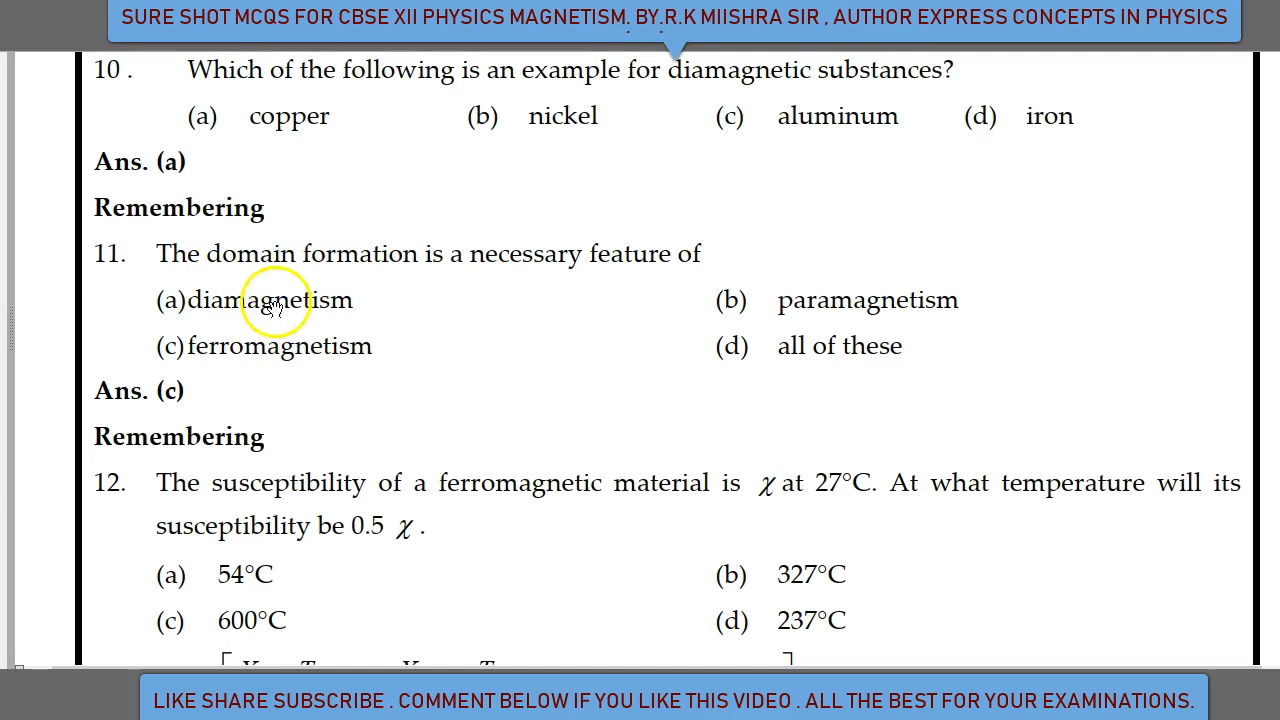 SURE SHOT MCQS FOR CBSE XII PHYSICS MAGNETISM. BY.R.K MIISHRA SIR , AUTHOR EXPRESS CONCEPTS IN PHYSICS
10 . Which of the following is an example for diamagnetic substances?
(a) copper (b) nickel (c) aluminum (d) iron
Ans. (a)
Remembering
11. The domain formation is a necessary feature of
(a) diamagnetism (b) paramagnetism
(c) ferromagnetism (d) all of these
Ans. (c)
Remembering
12. The susceptibility of a ferromagnetic material is χ at 27°C. At what temperature will its
susceptibility be 0.5 χ .
(a) 54°C (b) 327°C
(c) 600°C (d) 237°C
LIKE SHARE SUBSCRIBE . COMMENT BELOW IF YOU LIKE THIS VIDEO . ALL THE BEST FOR YOUR EXAMINATIONS.